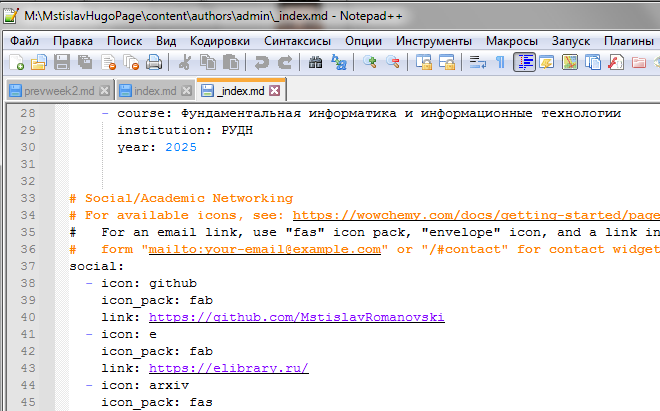 M:\MstislavHugoPage\content\authors\admin\_index.md - Notepad++
Файл Правка Поиск Вид Кодировки Синтаксисы Опции Инструменты Макросы Запуск Плагины
prevweek2.md index.md _index.md
28 - course: Фундаментальная информатика и информационные технологии
29 institution: РУДН
30 year: 2025
31
32
33 # Social/Academic Networking
34 # For available icons, see: https://wowchemy.com/docs/getting-started/page
35 # For an email link, use "fas" icon pack, "envelope" icon, and a link in
36 # form "mailto:your-email@example.com" or "/#contact" for contact widget
37 social:
38 - icon: github
39 icon_pack: fab
40 link: https://github.com/MstislavRomanovski
41 - icon: e
42 icon_pack: fab
43 link: https://elibrary.ru/
44 - icon: arxiv
45 icon_pack: fas